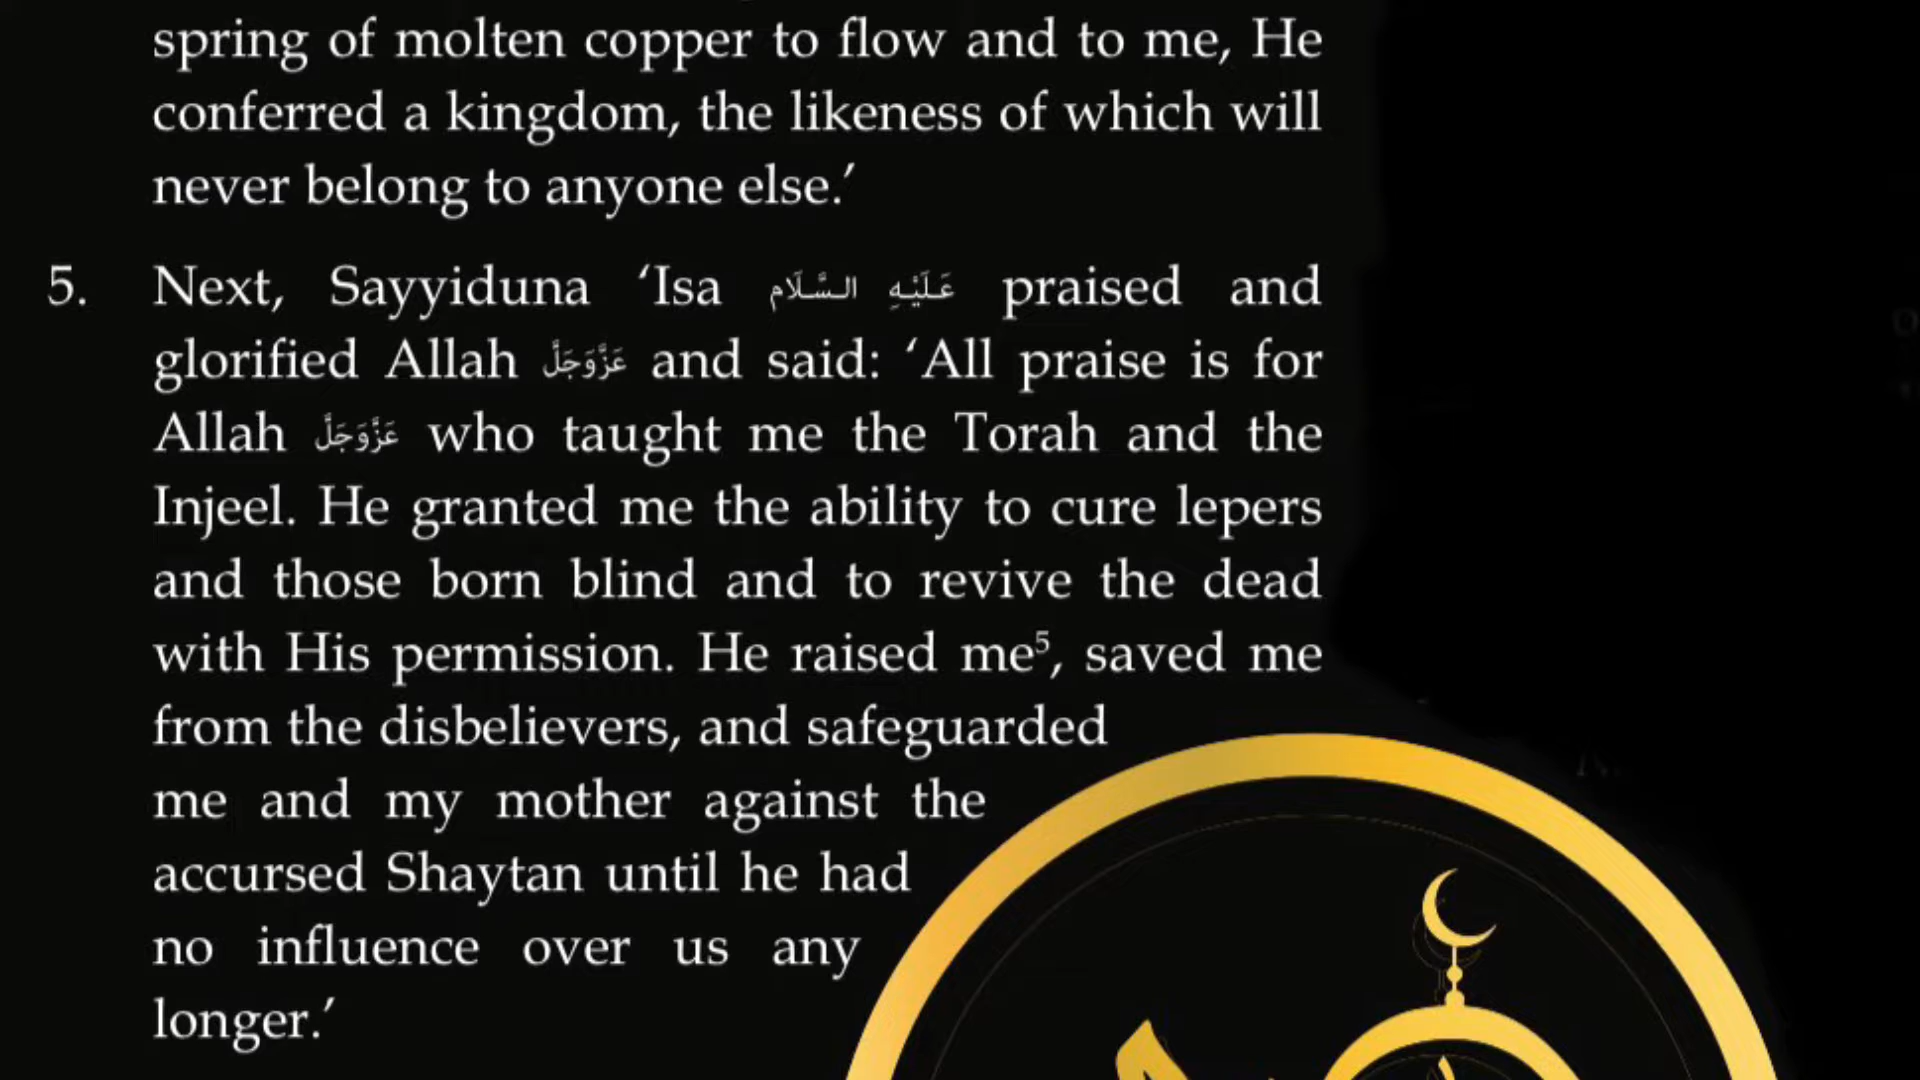 spring of molten copper to flow and to me, He
conferred a kingdom, the likeness of which will
never belong to anyone else.’
5. Next, Sayyiduna ‘Isa عَلَيْهِ السَّلَام praised and
glorified Allah عَزَّوَجَلَّ and said: ‘All praise is for
Allah عَزَّوَجَلَّ who taught me the Torah and the
Injeel. He granted me the ability to cure lepers
and those born blind and to revive the dead
with His permission. He raised me⁵, saved me
from the disbelievers, and safeguarded
me and my mother against the
accursed Shaytan until he had
no influence over us any
longer.’